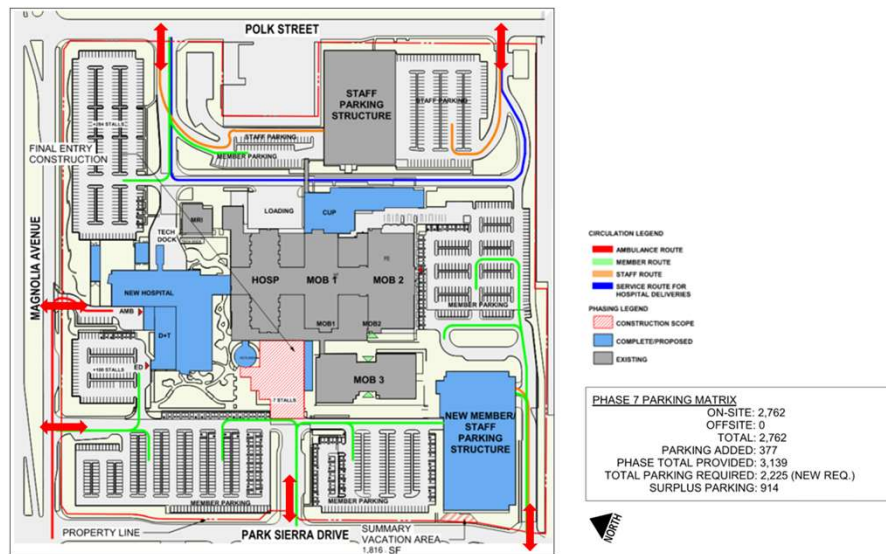 POLK STREET
STAFF
PARKING
STRUCTURE
STAFF PARKING
STAFF PARKING
MEMBER PARKING
FINAL ENTRY
CONSTRUCTION
MAGNOLIA AVENUE
LOADING
CUP
MRI
TECH
DOCK
HOSP
MOB 1
MOB 2
NEW HOSPITAL
MEMBER PARKING
AMB
D+T
MOB1
MOB2
ED
7 STALLS
MOB 3
NEW MEMBER/
STAFF
PARKING
STRUCTURE
MEMBER PARKING
MEMBER PARKING
PROPERTY LINE
PARK SIERRA DRIVE
SUMMARY
VACATION AREA
1,816 SF
CIRCULATION LEGEND
AMBULANCE ROUTE
MEMBER ROUTE
STAFF ROUTE
SERVICE ROUTE FOR
HOSPITAL DELIVERIES
PHASING LEGEND
CONSTRUCTION SCOPE
COMPLETE/PROPOSED
EXISTING
PHASE 7 PARKING MATRIX
ON-SITE: 2,762
OFFSITE: 0
TOTAL: 2,762
PARKING ADDED: 377
PHASE TOTAL PROVIDED: 3,139
TOTAL PARKING REQUIRED: 2,225 (NEW REQ.)
SURPLUS PARKING: 914
NORTH